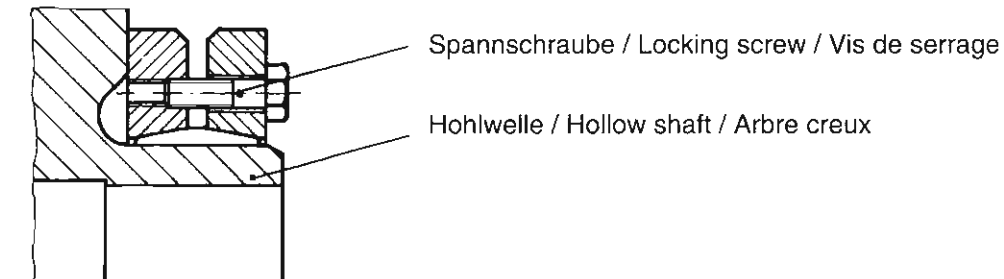 Spannschraube / Locking screw / Vis de serrage
Hohlwelle / Hollow shaft / Arbre creux